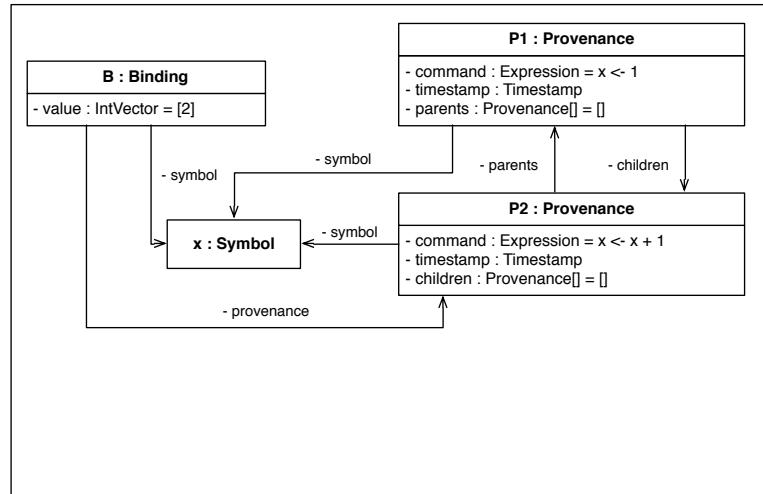 P1 : Provenance
- command : Expression = x <- 1
- timestamp : Timestamp
- parents : Provenance[] = []
B : Binding
- value : IntVector = [2]
- symbol
- symbol
- parents
- children
x : Symbol
- symbol
P2 : Provenance
- command : Expression = x <- x + 1
- timestamp : Timestamp
- children : Provenance[] = []
- provenance